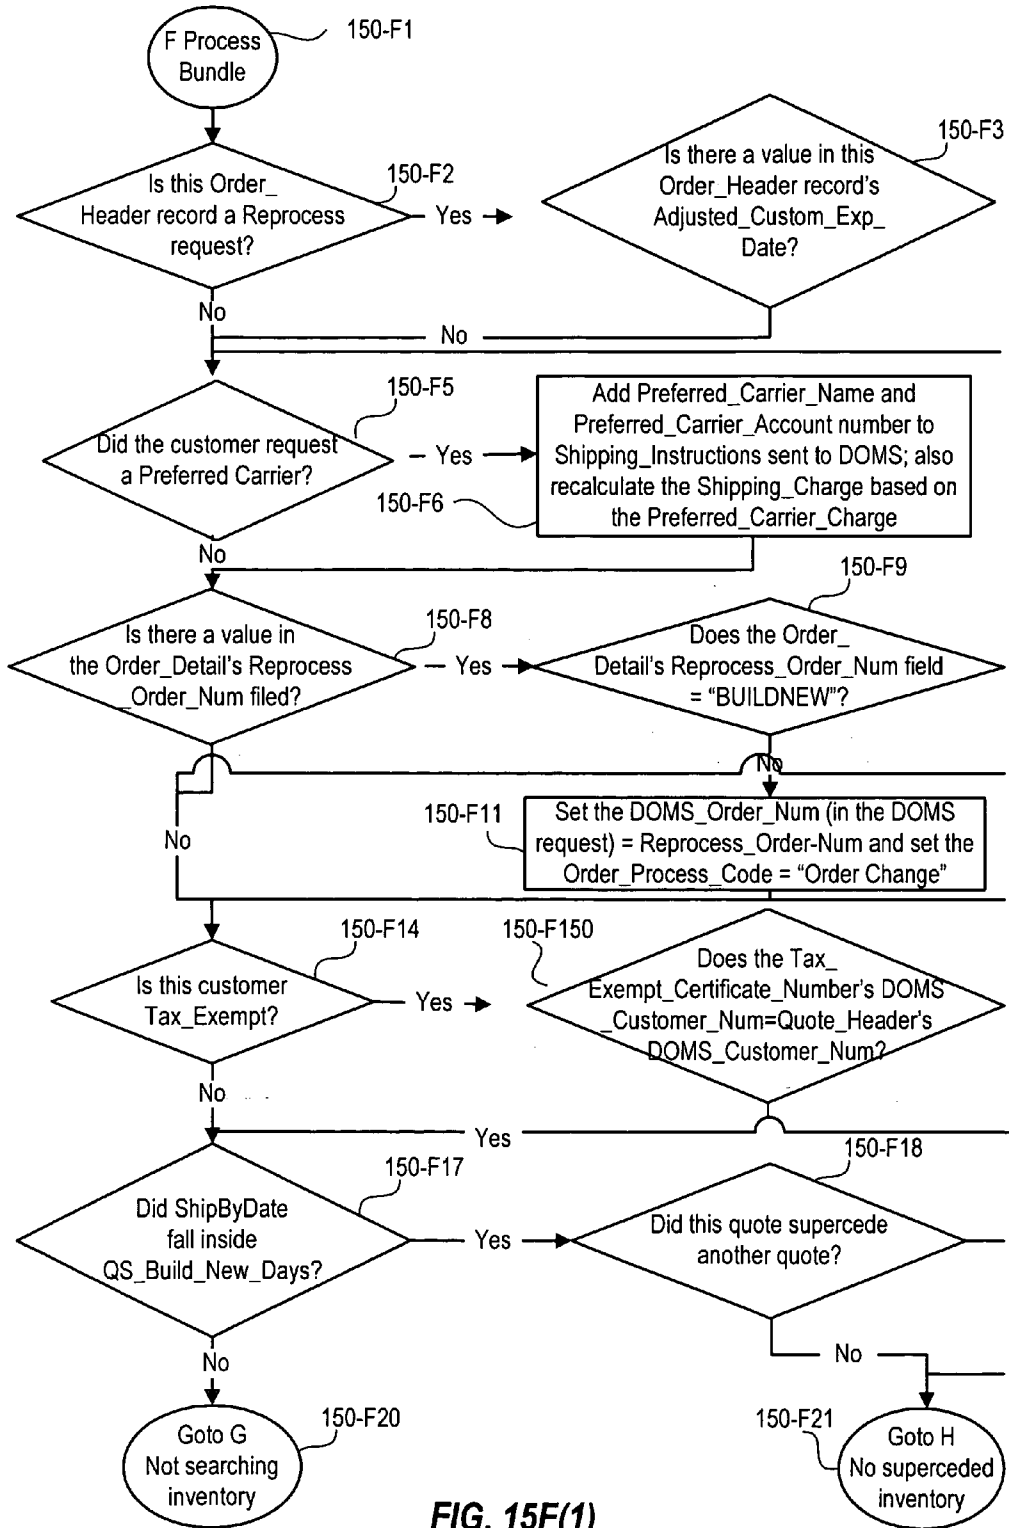 F Process
Bundle
150-F1
Is this Order_
Header record a Reprocess
request?
150-F2
Yes
Is there a value in this
Order_Header record's
Adjusted_Custom_Exp_
Date?
150-F3
No
No
Did the customer request
a Preferred Carrier?
150-F5
Yes
Add Preferred_Carrier_Name and
Preferred_Carrier_Account number to
Shipping_Instructions sent to DOMS; also
recalculate the Shipping_Charge based on
the Preferred_Carrier_Charge
150-F6
No
Is there a value in
the Order_Detail's Reprocess
_Order_Num filed?
150-F8
Yes
Does the Order_
Detail's Reprocess_Order_Num field
= “BUILDNEW”?
150-F9
No
No
150-F11
Set the DOMS_Order_Num (in the DOMS
request) = Reprocess_Order-Num and set the
Order_Process_Code = “Order Change”
Is this customer
Tax_Exempt?
150-F14
Yes
150-F150
Does the Tax_
Exempt_Certificate_Number's DOMS
_Customer_Num=Quote_Header's
DOMS_Customer_Num?
No
Yes
Did ShipByDate
fall inside
QS_Build_New_Days?
150-F17
Yes
Did this quote supercede
another quote?
150-F18
No
No
Goto G
Not searching
inventory
150-F20
150-F21
Goto H
No superceded
inventory
FIG. 15F(1)